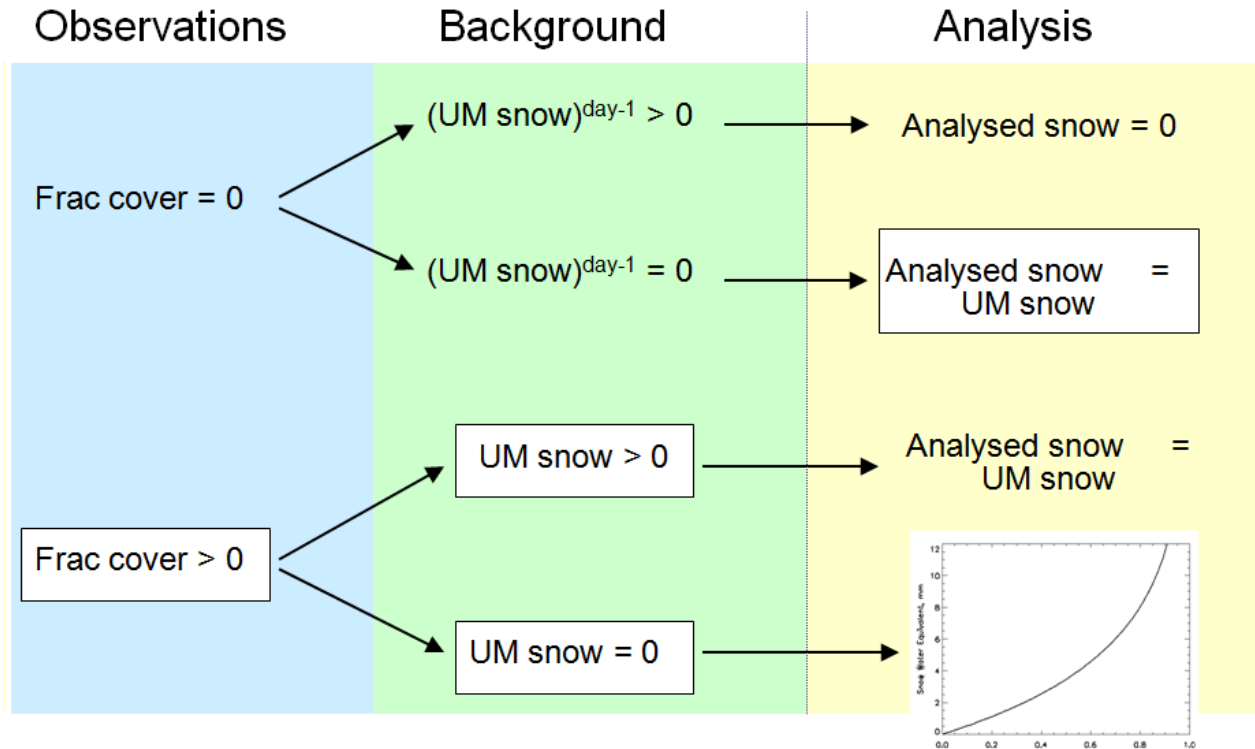 Observations
Background
Analysis
(UM snow)day-1 > 0
Analysed snow = 0
Frac cover = 0
(UM snow)day-1 = 0
Analysed snow =
UM snow
UM snow > 0
Analysed snow =
UM snow
Frac cover > 0
UM snow = 0
Snow Water Equivalent, mm
12
10
8
6
4
2
0
0.0 0.2 0.4 0.6 0.8 1.0